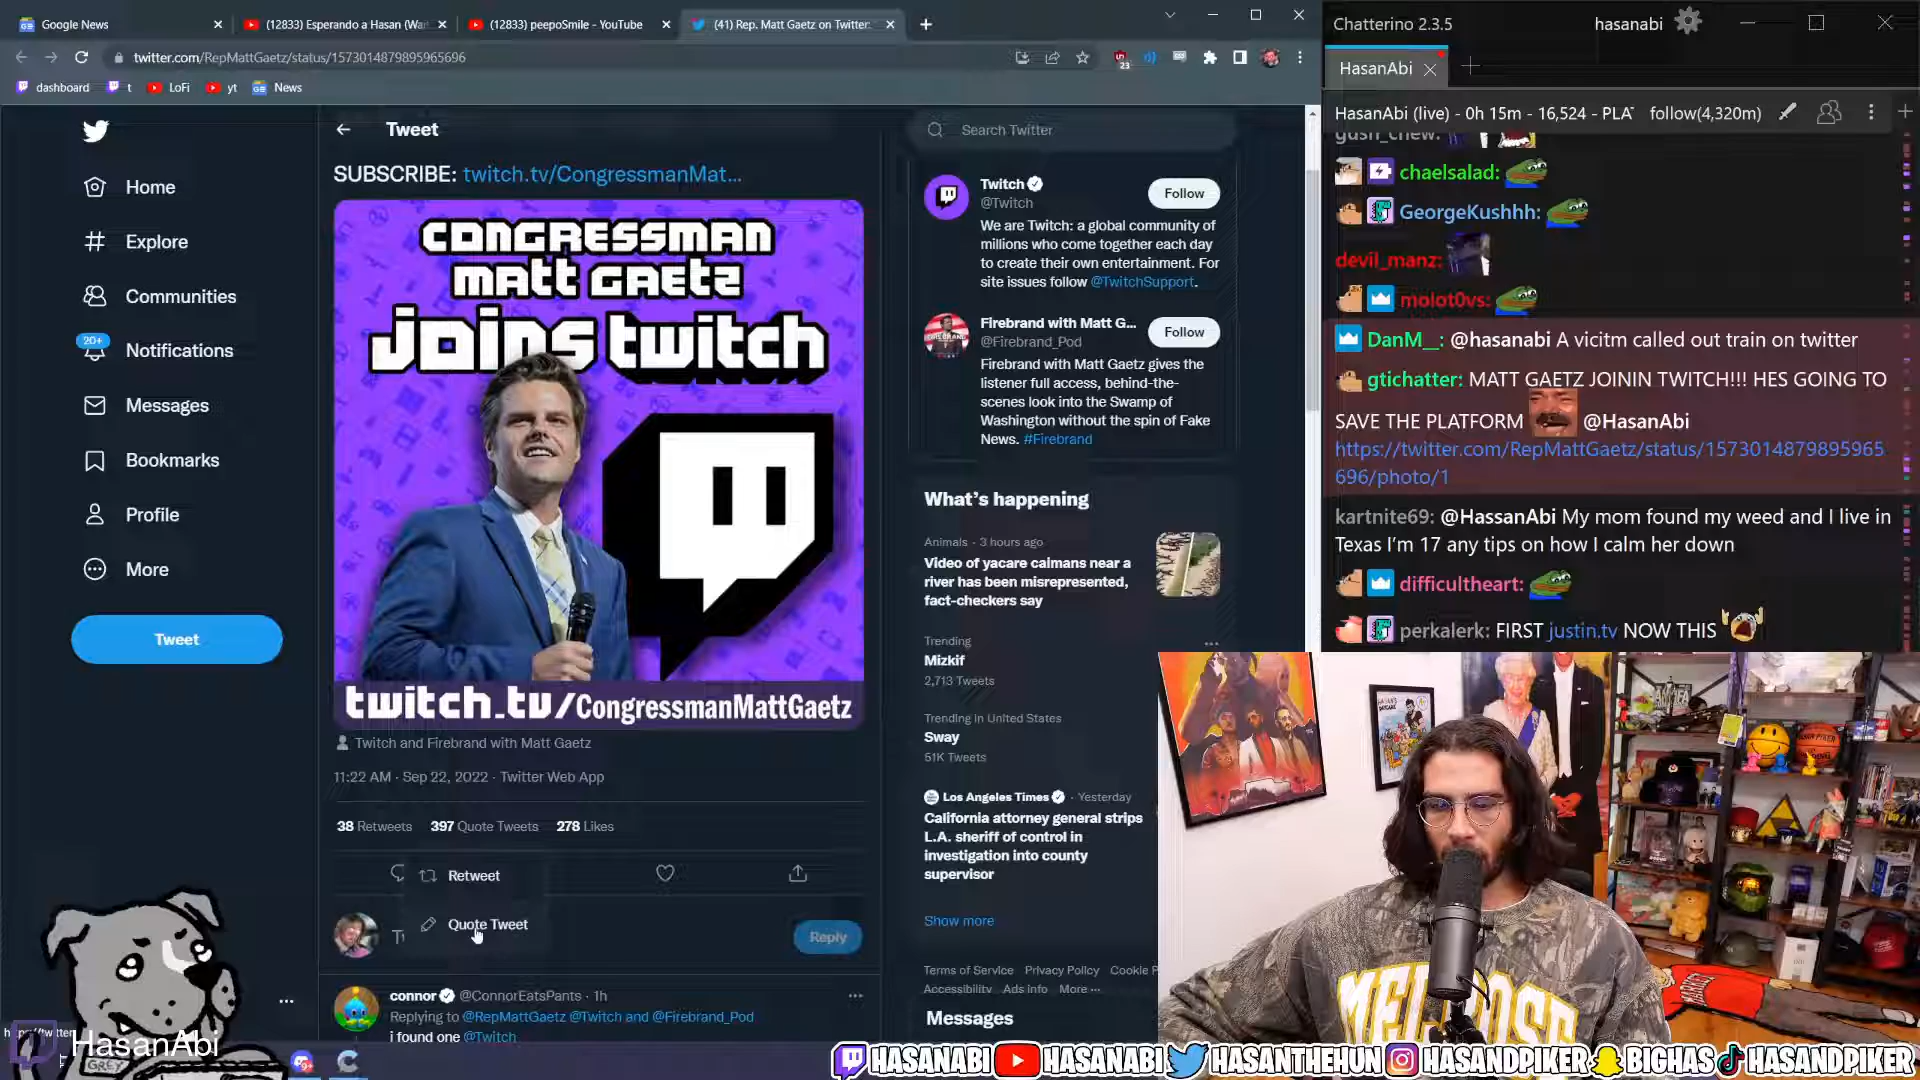 Google News
(12833) Esperando a Hasan (Wat
(12833) peepoSmile - YouTube
(41) Rep. Matt Gaetz on Twitter
twitter.com/RepMattGaetz/status/1573014879895965696
23
dashboard
t
LoFi
yt
News
Home
Explore
Communities
20+
Notifications
Messages
Bookmarks
Profile
More
Tweet
Tweet
SUBSCRIBE: twitch.tv/CongressmanMat...
CONGRESSMAN
MATT GAETZ
JOINS twitch
twitch.tv/CongressmanMattGaetz
Twitch and Firebrand with Matt Gaetz
11:22 AM · Sep 22, 2022 · Twitter Web App
38 Retweets 397 Quote Tweets 278 Likes
Retweet
Quote Tweet
Reply
connor @ConnorEatsPants · 1h
Replying to @RepMattGaetz @Twitch and @Firebrand_Pod
i found one @Twitch
Search Twitter
Twitch
@Twitch
Follow
We are Twitch: a global community of
millions who come together each day
to create their own entertainment. For
site issues follow @TwitchSupport.
Firebrand with Matt G...
@Firebrand_Pod
Follow
Firebrand with Matt Gaetz gives the
listener full access, behind-the-
scenes look into the Swamp of
Washington without the spin of Fake
News. #Firebrand
What's happening
Animals · 3 hours ago
Video of yacare caimans near a
river has been misrepresented,
fact-checkers say
Trending
Mizkif
2,713 Tweets
Trending in United States
Sway
51K Tweets
Los Angeles Times · Yesterday
California attorney general strips
L.A. sheriff of control in
investigation into county
supervisor
Show more
Terms of Service Privacy Policy Cookie P
Accessibility Ads info More ...
Messages
Chatterino 2.3.5
hasanabi
HasanAbi
HasanAbi (live) - 0h 15m - 16,524 - PLA
follow(4,320m)
gush_chew:
chaelsalad:
GeorgeKushhh:
devil_manz:
molot0vs:
DanM__: @hasanabi A vicitm called out train on twitter
gtichatter: MATT GAETZ JOININ TWITCH!!! HES GOING TO
SAVE THE PLATFORM @HasanAbi
https://twitter.com/RepMattGaetz/status/1573014879895965
696/photo/1
kartnite69: @HassanAbi My mom found my weed and I live in
Texas I'm 17 any tips on how I calm her down
difficultheart:
perkalerk: FIRST justin.tv NOW THIS
HasanAbi
GREY
MELROSE
HASANABI HASANABI HASANTHEHUN HASANDPIKER BIGHAS HASANDPIKER